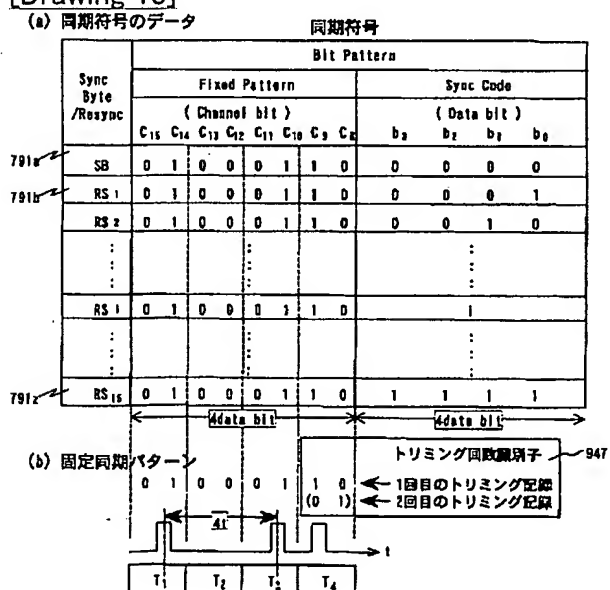 [Drawing 10]
(a) 同期符号のデータ
同期符号
Bit Pattern
Sync Byte /Resync
Fixed Pattern
Sync Code
( Channel bit )
( Data bit )
C15 C14 C13 C12 C11 C10 C9 C8 b3 b2 b1 b0
791a SB 0 1 0 0 0 1 1 0 0 0 0 0
791b RS 1 0 1 0 0 0 1 1 0 0 0 0 1
RS 2 0 1 0 0 0 1 1 0 0 0 1 0
RS i 0 1 0 0 0 1 1 0 i
791z RS 15 0 1 0 0 0 1 1 0 1 1 1 1
4data bit 4data bit
(b) 固定同期パターン
トリミング回数識別子 947
0 1 0 0 0 1 1 0 1回目のトリミング記録
(0 1) 2回目のトリミング記録
4t
t
T1 T2 T3 T4